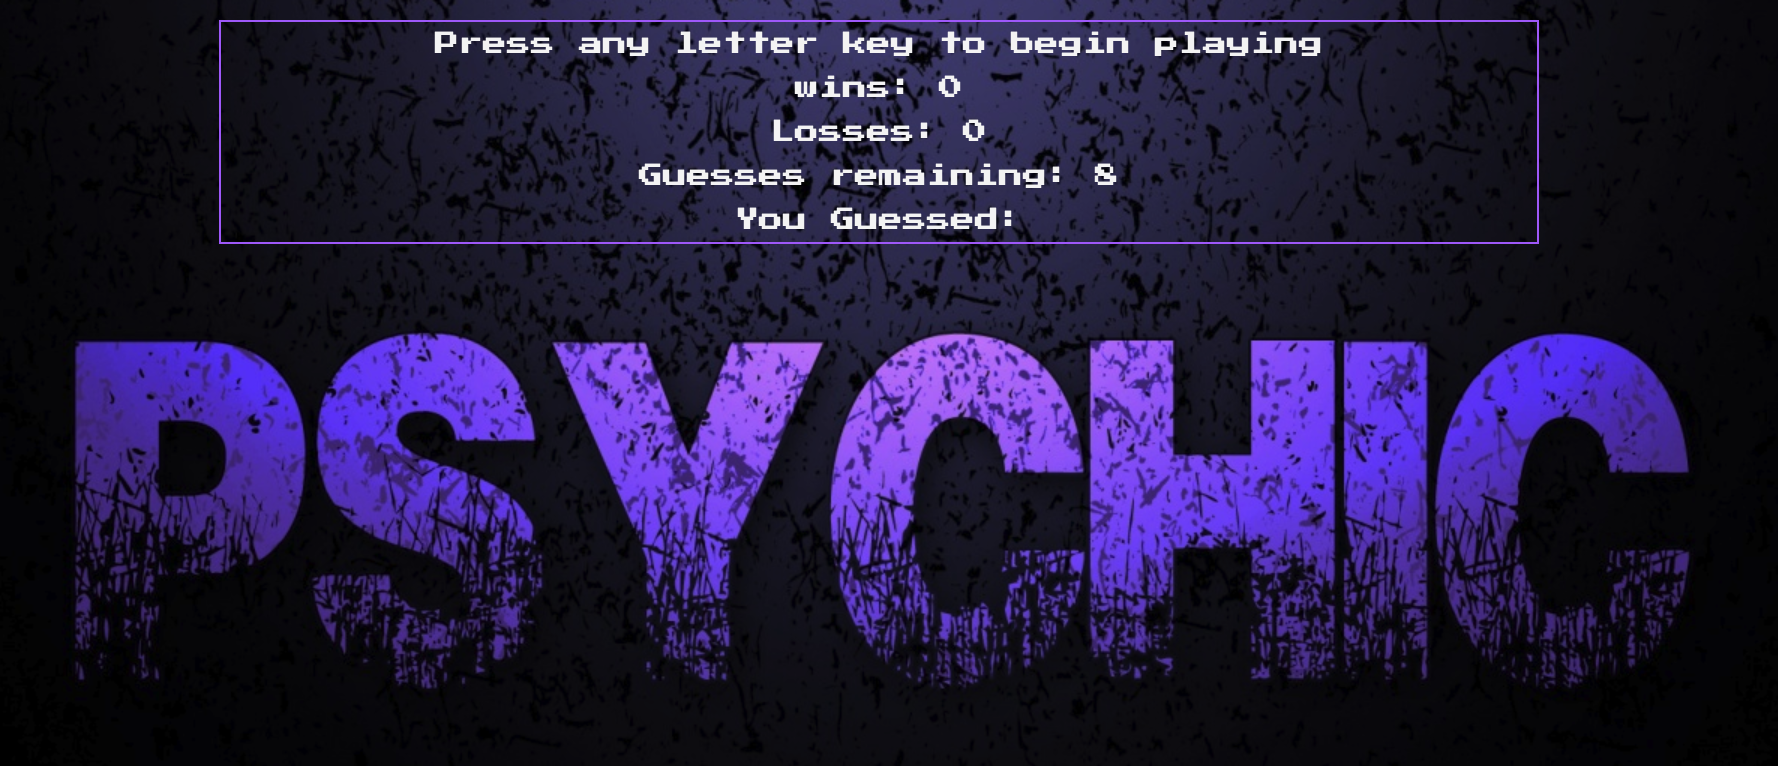 Press any letter key to begin playing
wins: 0
Losses: 0
Guesses remaining: 8
You Guessed:
PSYCHIC